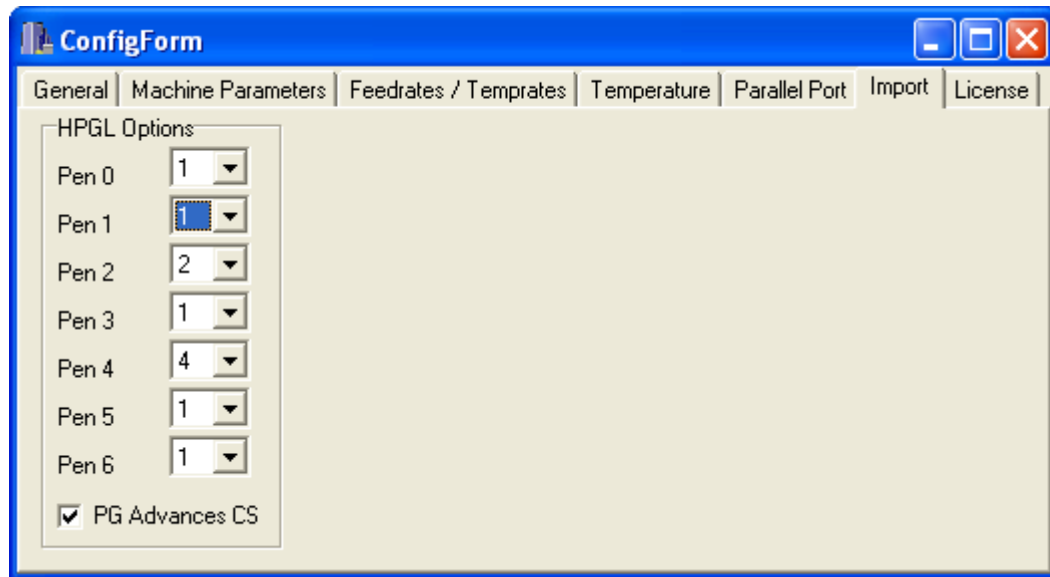 ConfigForm
General Machine Parameters Feedrates / Temprates Temperature Parallel Port Import License
HPGL Options
Pen 0 1
Pen 1 1
Pen 2 2
Pen 3 1
Pen 4 4
Pen 5 1
Pen 6 1
PG Advances CS